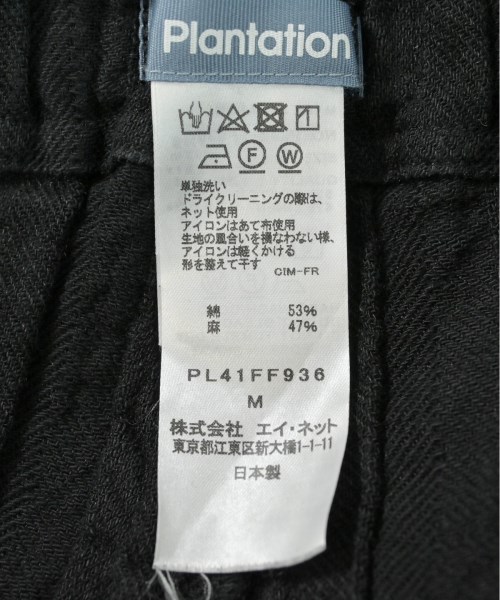 Plantation
F W
単独洗い
ドライクリーニングの際は、
ネット使用
アイロンはあて布使用
生地の風合いを損なわない様、
アイロンは軽くかける
形を整えて干す CIM-FR
綿 53%
麻 47%
PL41FF936
M
株式会社 エイ・ネット
東京都江東区新大橋1-1-11
日本製